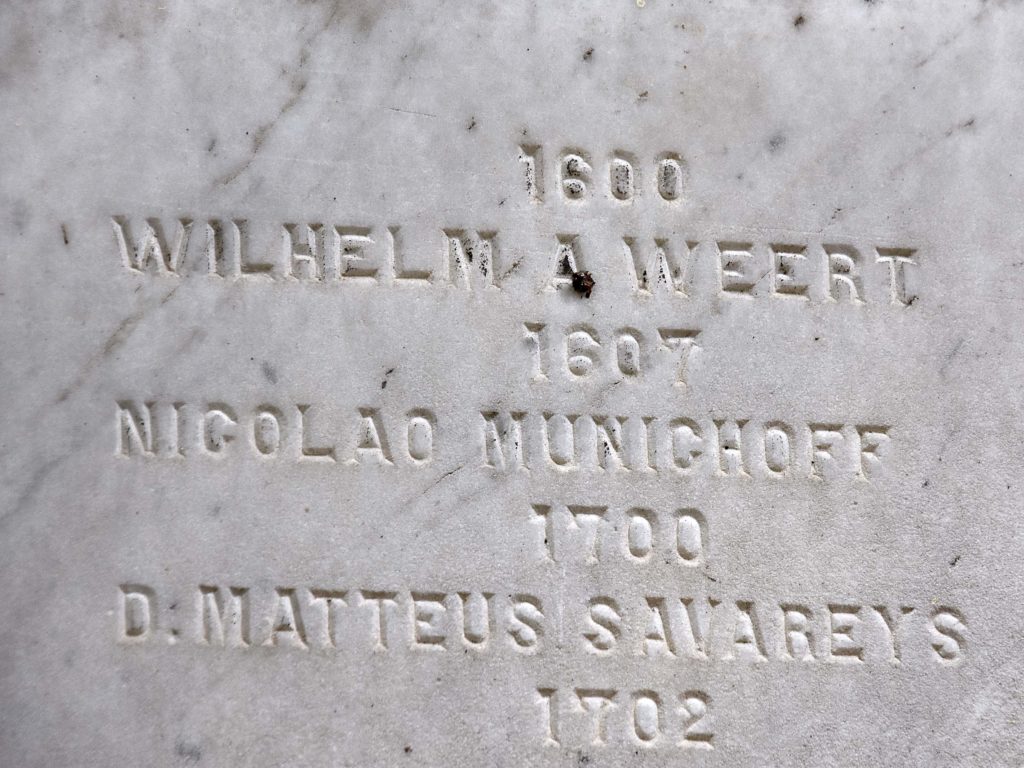 1600
WILHELM A WEERT
1607
NICOLAO MUNICHOFF
1700
D. MATTEUS SAVAREYS
1702